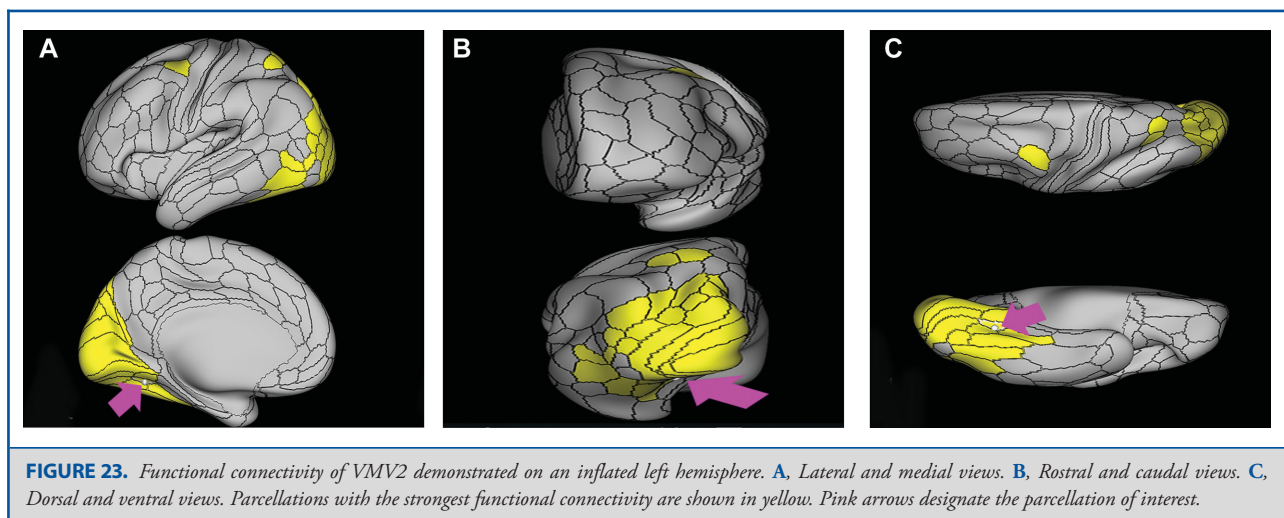 A
B
C
FIGURE 23. Functional connectivity of VMV2 demonstrated on an inflated left hemisphere. A, Lateral and medial views. B, Rostral and caudal views. C,
Dorsal and ventral views. Parcellations with the strongest functional connectivity are shown in yellow. Pink arrows designate the parcellation of interest.